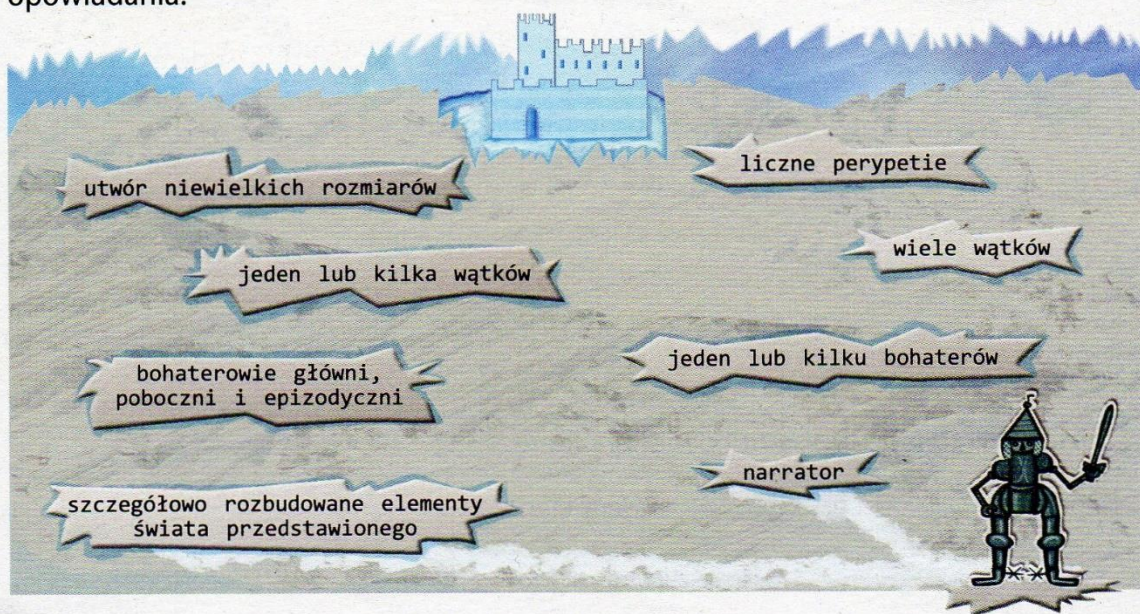 opowiadania.
utwór niewielkich rozmiarów
liczne perypetie
wiele wątków
jeden lub kilka wątków
jeden lub kilku bohaterów
bohaterowie główni,
poboczni i epizodyczni
narrator
szczegółowo rozbudowane elementy
świata przedstawionego